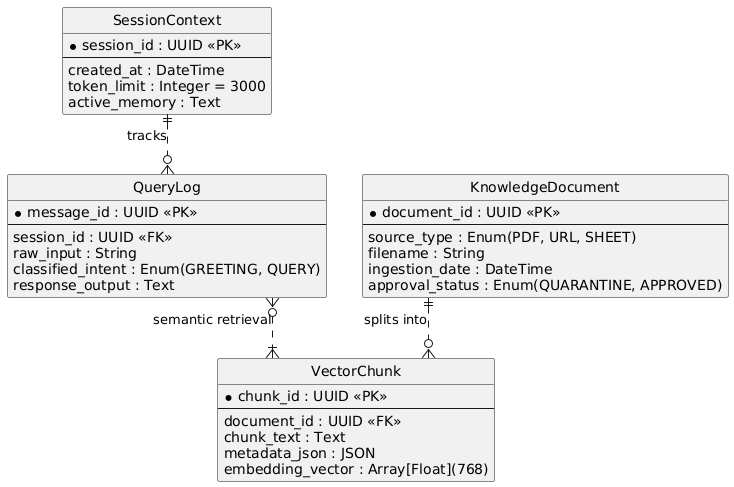 SessionContext
session_id : UUID «PK»
created_at : DateTime
token_limit : Integer = 3000
active_memory : Text
tracks
QueryLog
message_id : UUID «PK»
session_id : UUID «FK»
raw_input : String
classified_intent : Enum(GREETING, QUERY)
response_output : Text
KnowledgeDocument
document_id : UUID «PK»
source_type : Enum(PDF, URL, SHEET)
filename : String
ingestion_date : DateTime
approval_status : Enum(QUARANTINE, APPROVED)
semantic retrieval
splits into
VectorChunk
chunk_id : UUID «PK»
document_id : UUID «FK»
chunk_text : Text
metadata_json : JSON
embedding_vector : Array[Float](768)